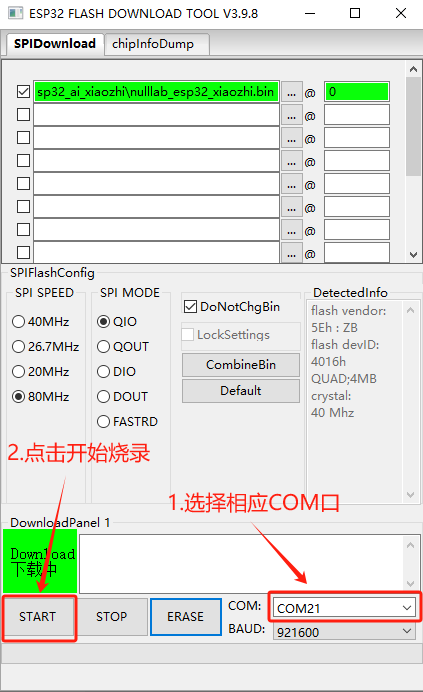 ESP32 FLASH DOWNLOAD TOOL V3.9.8
SPIDownload
chipInfoDump
sp32_ai_xiaozhi\nulllab_esp32_xiaozhi.bin ... @ 0
... @
... @
... @
... @
... @
... @
... @
SPIFlashConfig
SPI SPEED
40MHz
26.7MHz
20MHz
80MHz
SPI MODE
QIO
QOUT
DIO
DOUT
FASTRD
DoNotChgBin
LockSettings
CombineBin
Default
DetectedInfo
flash vendor:
5Eh : ZB
flash devID:
4016h
QUAD;4MB
crystal:
40 Mhz
2.点击开始烧录
1.选择相应COM口
DownloadPanel 1
Download
下载中
START
STOP
ERASE
COM: COM21
BAUD: 921600